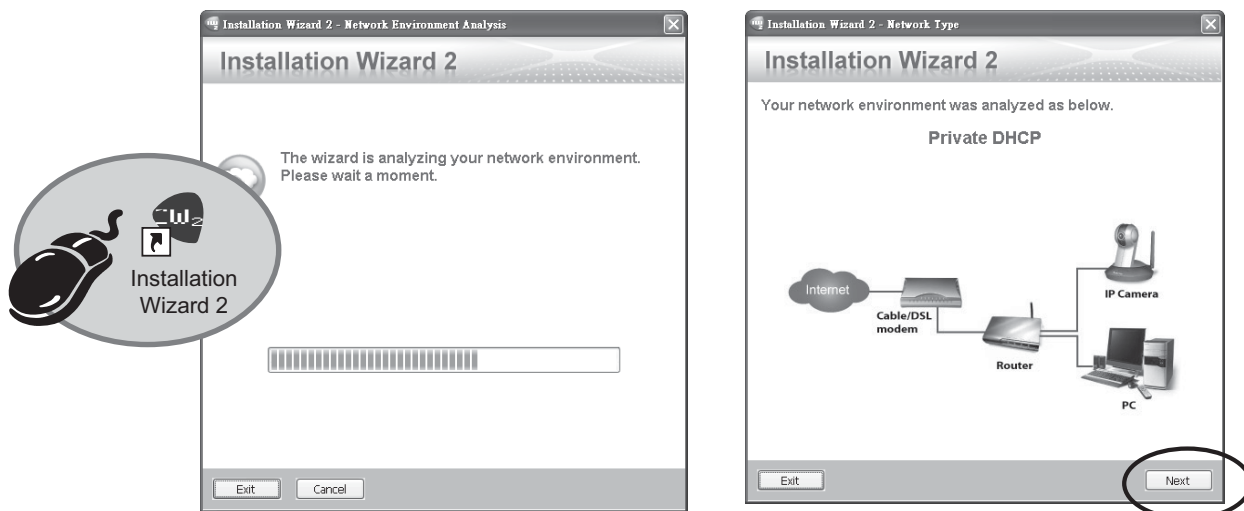 Installation Wizard 2 - Network Environment Analysis
Installation Wizard 2
The wizard is analyzing your network environment.
Please wait a moment.
Exit
Cancel
Installation
Wizard 2
Installation Wizard 2 - Network Type
Installation Wizard 2
Your network environment was analyzed as below.
Private DHCP
Internet
Cable/DSL
modem
Router
IP Camera
PC
Exit
Next